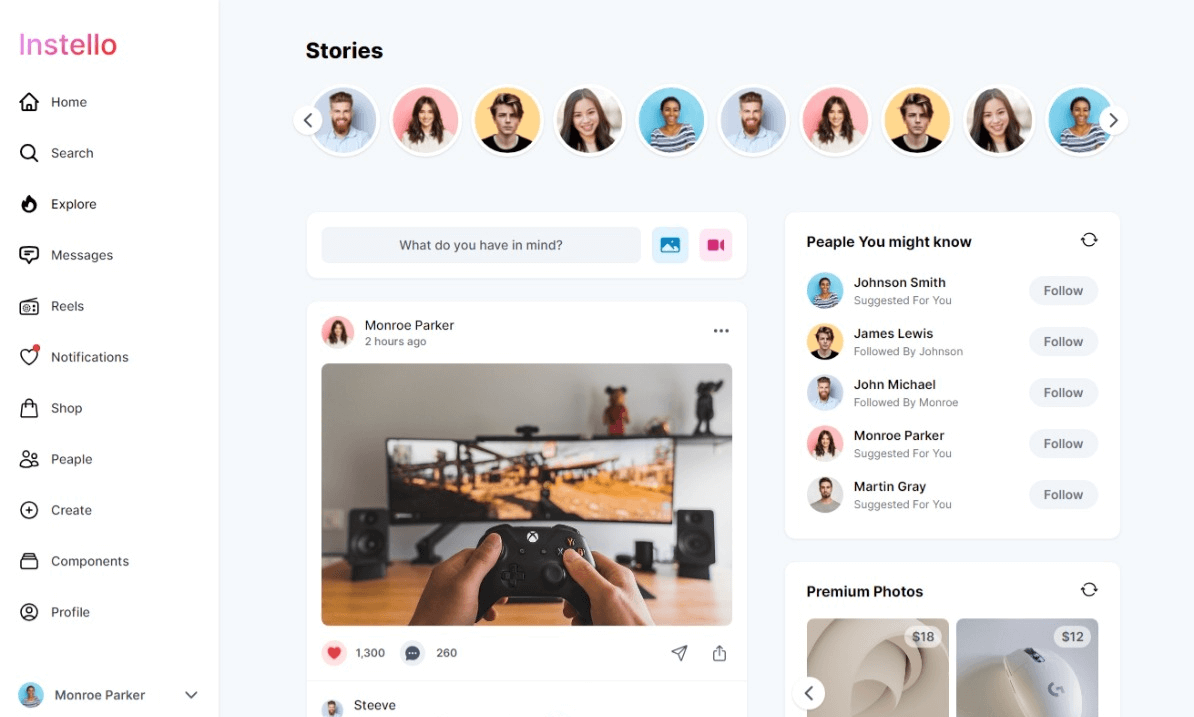 Instello
Home
Search
Explore
Messages
Reels
Notifications
Shop
Peaple
Create
Components
Profile
Monroe Parker
Stories
What do you have in mind?
Monroe Parker
2 hours ago
1,300 260
Steeve
Peaple You might know
Johnson Smith
Suggested For You
Follow
James Lewis
Followed By Johnson
Follow
John Michael
Followed By Monroe
Follow
Monroe Parker
Suggested For You
Follow
Martin Gray
Suggested For You
Follow
Premium Photos
$18
$12